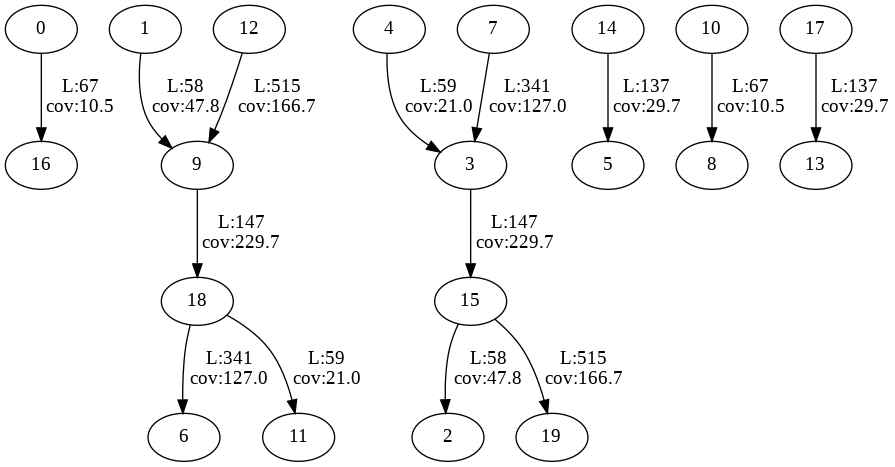 0
1
12
4
7
14
10
17
L:67
cov:10.5
L:58
cov:47.8
L:515
cov:166.7
L:59
cov:21.0
L:341
cov:127.0
L:137
cov:29.7
L:67
cov:10.5
L:137
cov:29.7
16
9
3
5
8
13
L:147
cov:229.7
L:147
cov:229.7
18
15
L:341
cov:127.0
L:59
cov:21.0
L:58
cov:47.8
L:515
cov:166.7
6
11
2
19